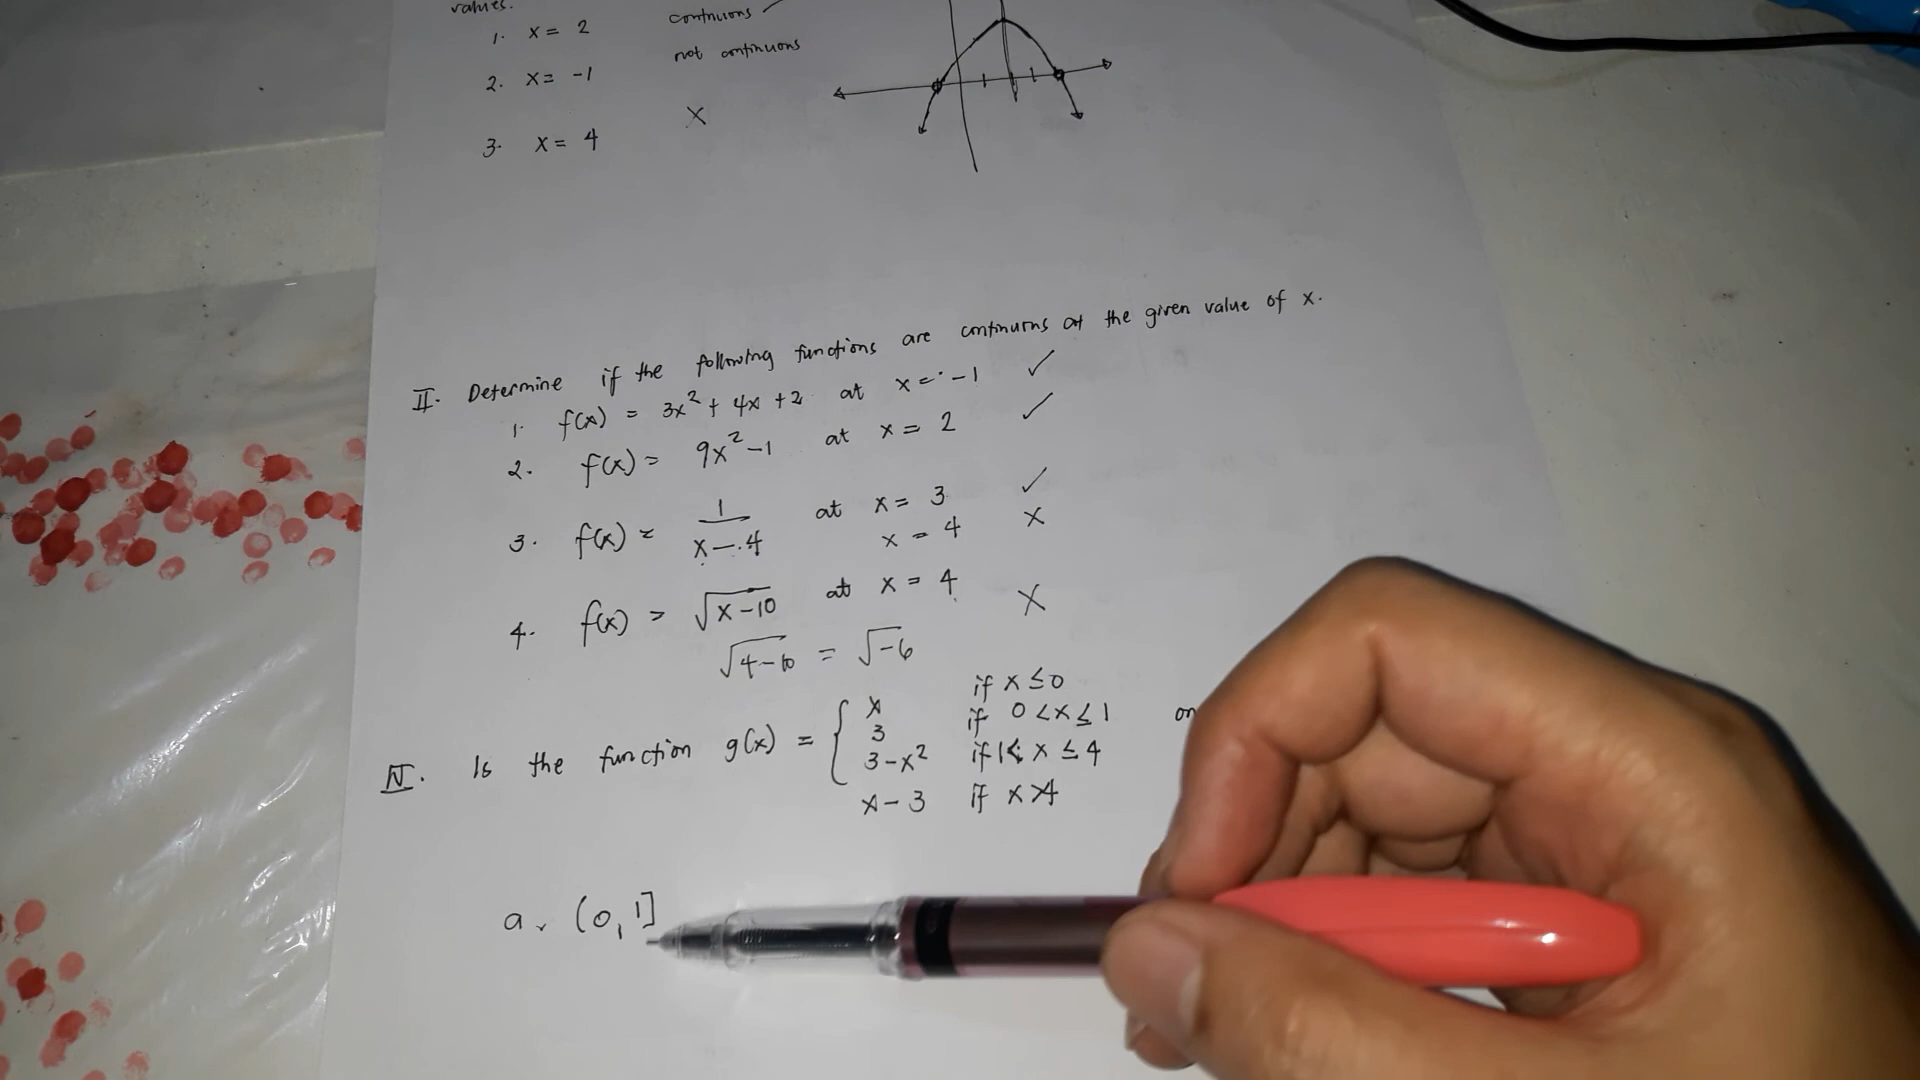 values.
1. x = 2 continuous ✓
2. x = -1 not continuous
3. x = 4 X
II. Determine if the following functions are continuous at the given value of x.
1. f(x) = 3x² + 4x + 2 at x = -1 ✓
2. f(x) = 9x² - 1 at x = 2 ✓
3. f(x) = 1/(x - 4) at x = 3 ✓
x = 4 X
4. f(x) = √(x - 10) at x = 4 X
√(4 - 10) = √-6
IV. Is the function g(x) = { x if x ≤ 0
3 if 0 < x ≤ 1 on
3 - x² if 1 < x ≤ 4
x - 3 if x > 4
a. (0, 1]